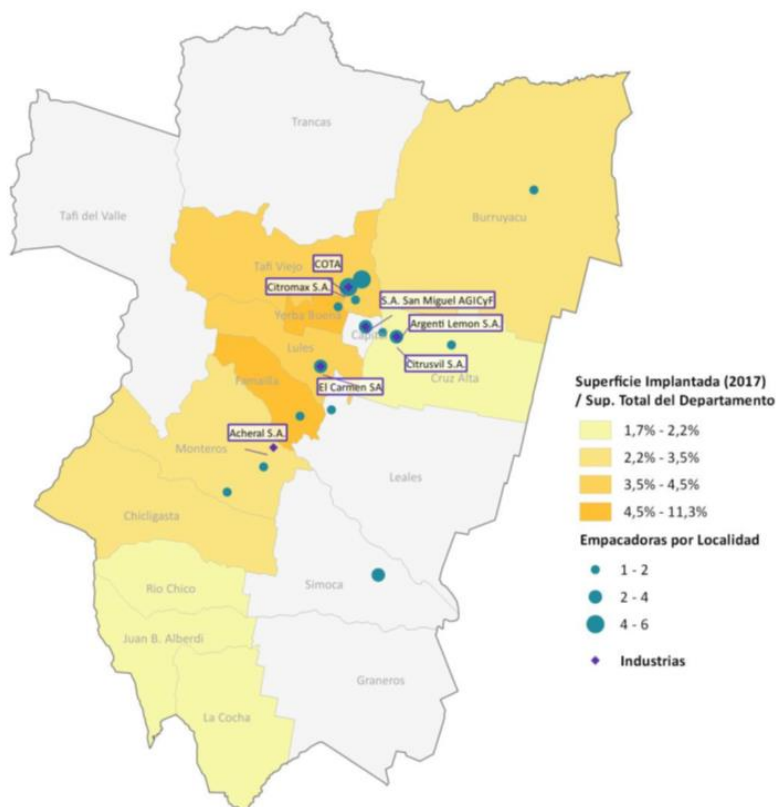 Trancas
Tafi del Valle
Burruyacu
Tafi Viejo
COTA
Citromax S.A.
S.A. San Miguel AGICyF
Yerba Buena
Capital
Argenti Lemon S.A.
Lules
Citrusvil S.A.
Cruz Alta
Famailla
El Carmen SA
Acheral S.A.
Monteros
Leales
Chicligasta
Rio Chico
Simoca
Juan B. Alberdi
Graneros
La Cocha
Superficie Implantada (2017)
/ Sup. Total del Departamento
1,7% - 2,2%
2,2% - 3,5%
3,5% - 4,5%
4,5% - 11,3%
Empacadoras por Localidad
1 - 2
2 - 4
4 - 6
Industrias